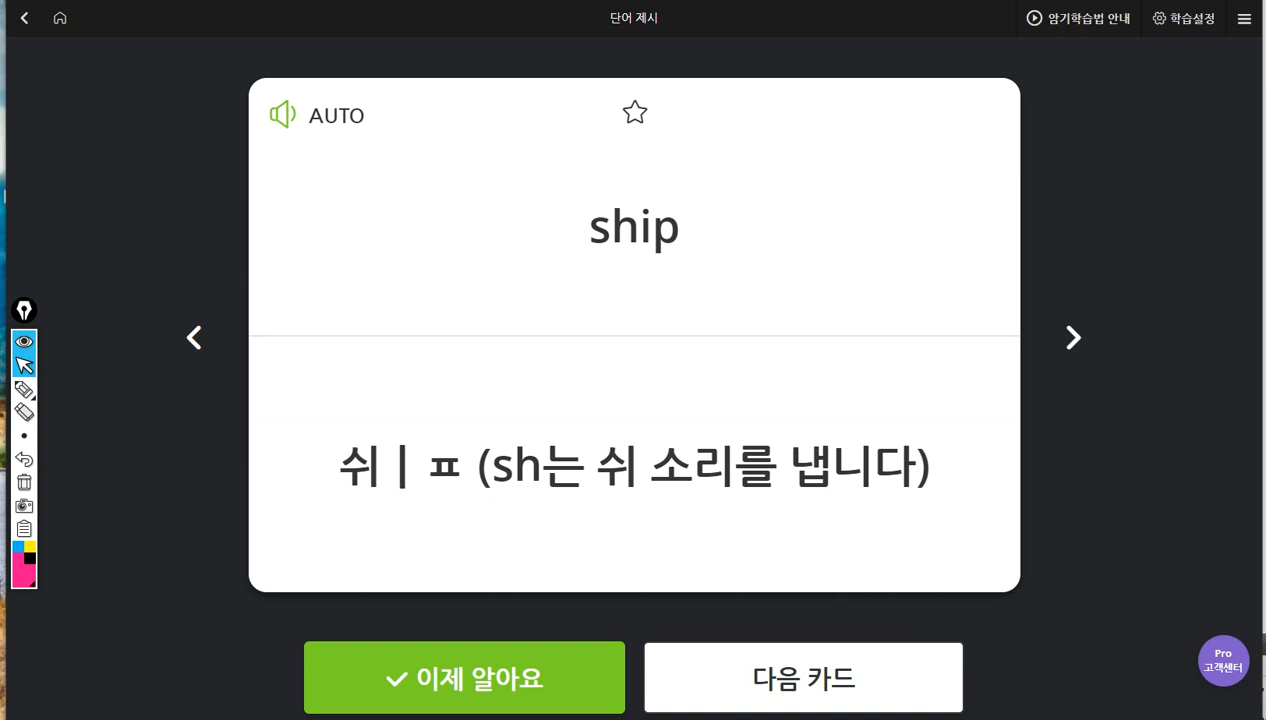 단어 제시
암기학습법 안내
학습설정
AUTO
ship
쉬ㅣㅍ (sh는 쉬 소리를 냅니다)
이제 알아요
다음 카드
Pro
고객센터